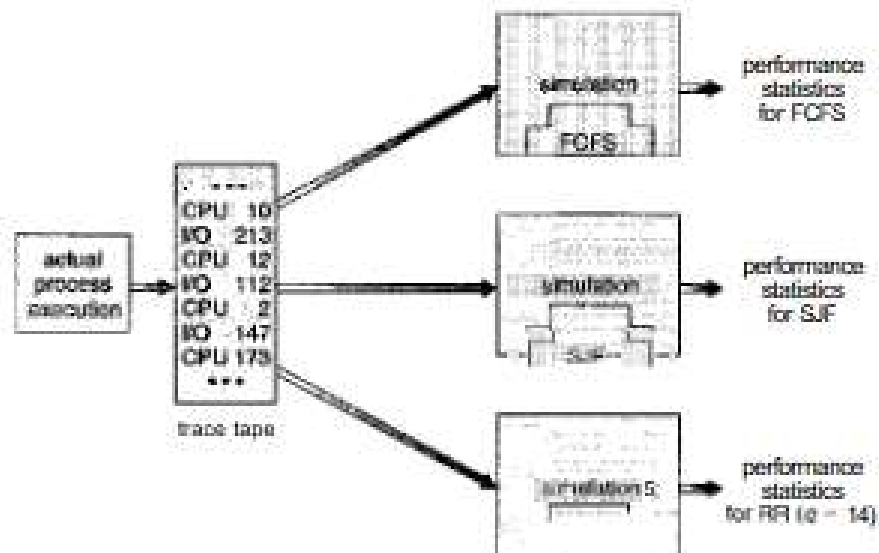 actual
process
execution
• • •
CPU 10
I/O 213
CPU 12
I/O 112
CPU 2
I/O 147
CPU 173
• • •
trace tape
simulation
FCFS
performance
statistics
for FCFS
simulation
SJF
performance
statistics
for SJF
simulation
performance
statistics
for RR (q = 14)